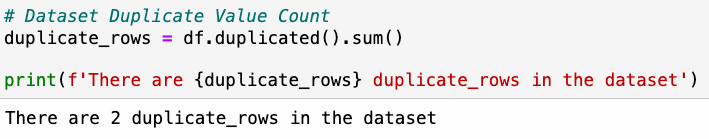 # Dataset Duplicate Value Count
duplicate_rows = df.duplicated().sum()
print(f'There are {duplicate_rows} duplicate_rows in the dataset')
There are 2 duplicate_rows in the dataset